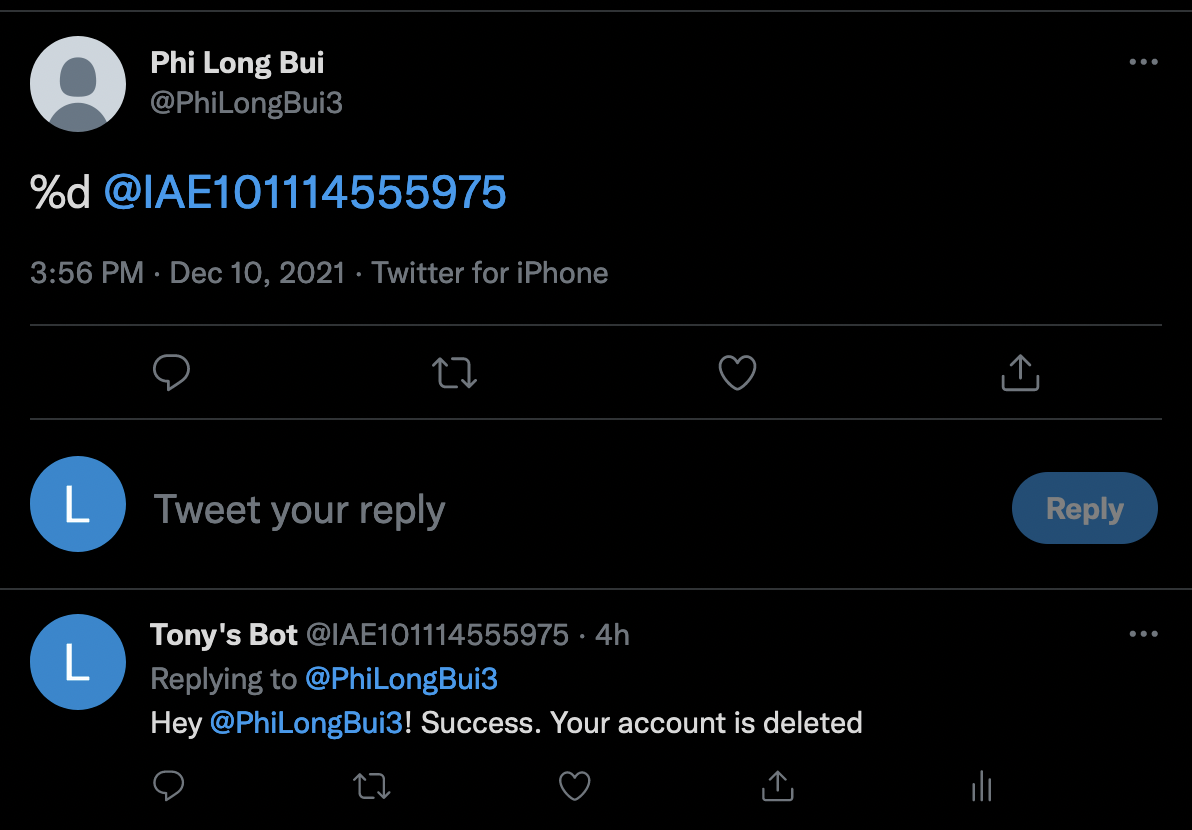 Phi Long Bui
@PhiLongBui3
%d @IAE101114555975
3:56 PM · Dec 10, 2021 · Twitter for iPhone
L
Tweet your reply
Reply
L
Tony's Bot @IAE101114555975 · 4h
Replying to @PhiLongBui3
Hey @PhiLongBui3! Success. Your account is deleted